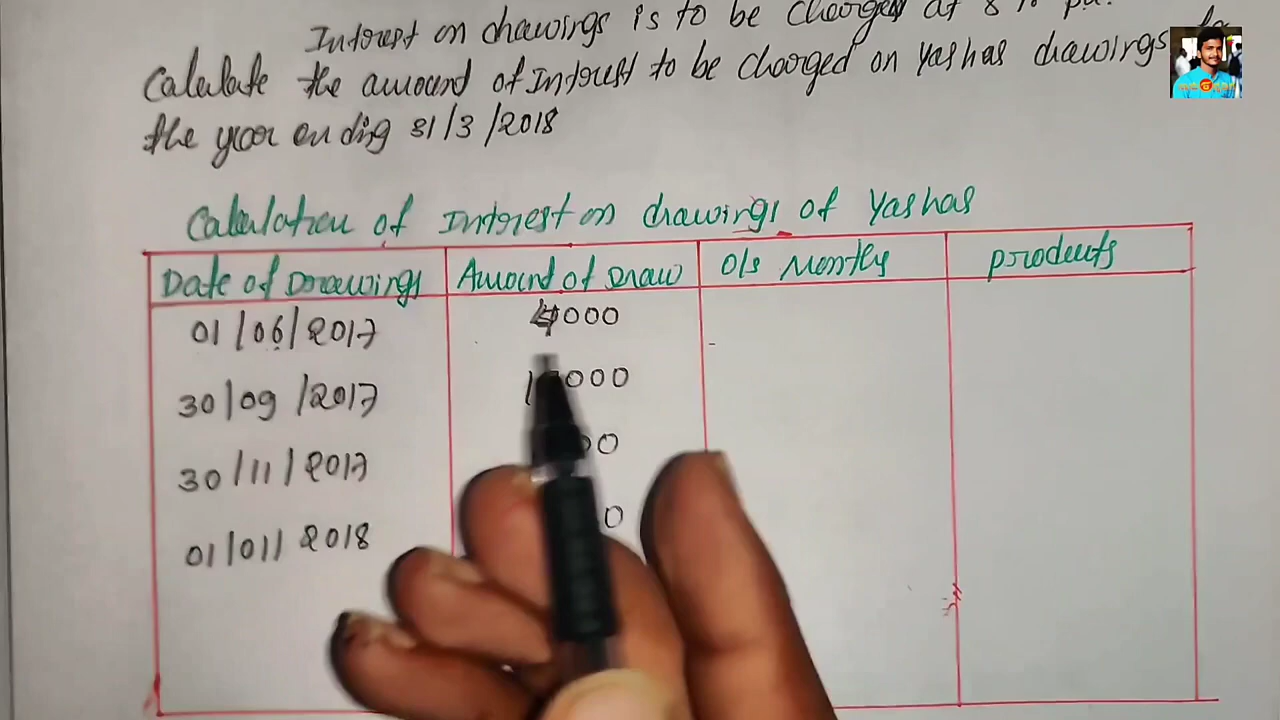 Interest on drawings is to be charged at 8 % p.a.
Calculate the amount of Interest to be charged on Yashas drawings
the year ending 31/3/2018
Calculation of Interest on drawings of Yashas
Date of Drawings Amount of Draw O/s Months products
01/06/2017 4000
30/09/2017
30/11/2017
01/01/2018